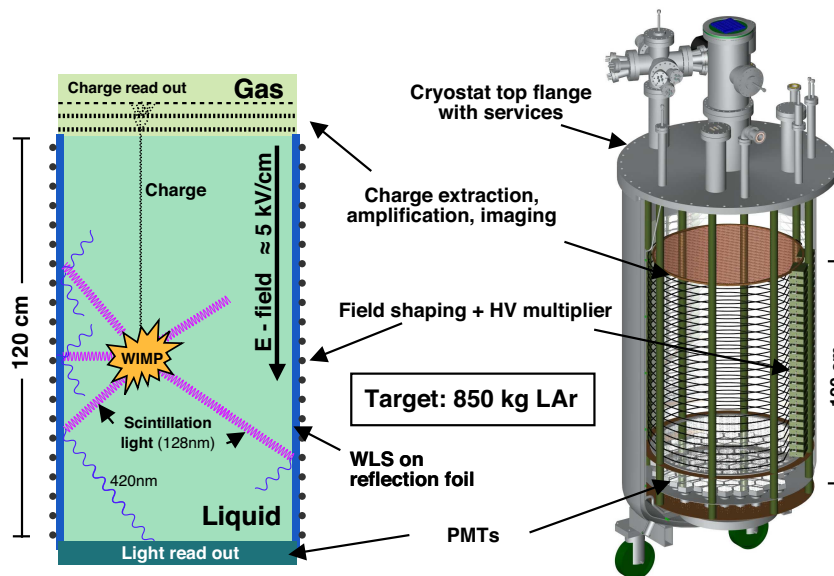 Charge read out
Gas
Charge
E - field ≈ 5 kV/cm
120 cm
WIMP
Scintillation
light (128nm)
420nm
Liquid
Light read out
Cryostat top flange
with services
Charge extraction,
amplification, imaging
Field shaping + HV multiplier
Target: 850 kg LAr
WLS on
reflection foil
PMTs